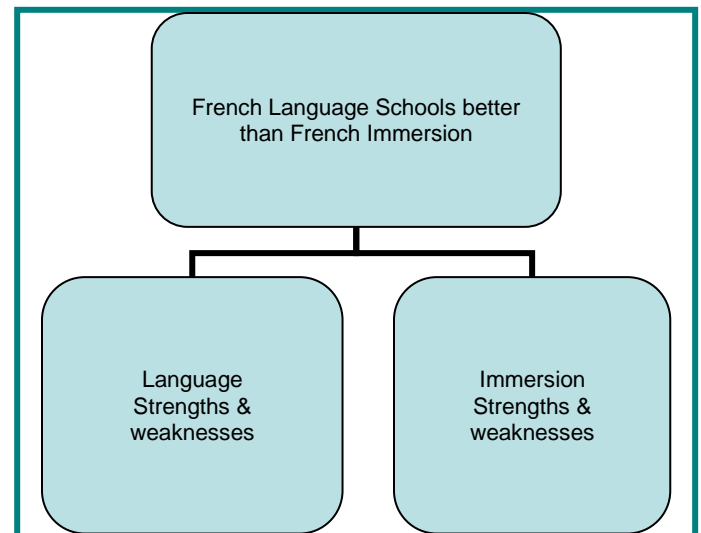 French Language Schools better
than French Immersion
Language
Strengths &
weaknesses
Immersion
Strengths &
weaknesses